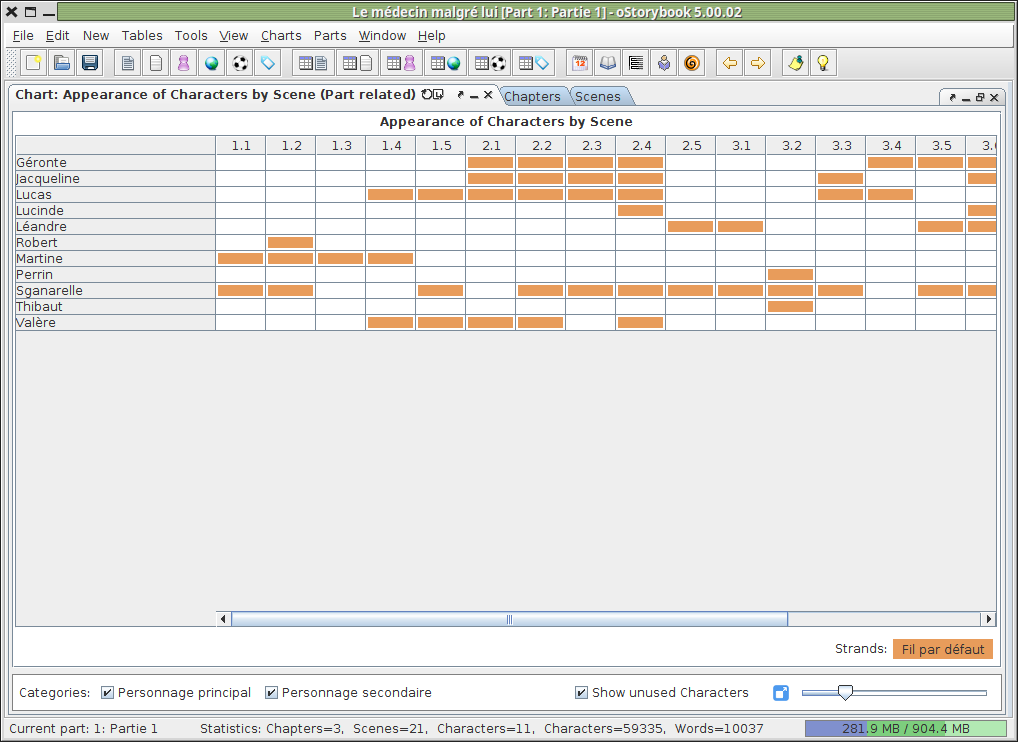 Le médecin malgré lui [Part 1: Partie 1] - oStorybook 5.00.02
File Edit New Tables Tools View Charts Parts Window Help
12
Chart: Appearance of Characters by Scene (Part related) Chapters Scenes
Appearance of Characters by Scene
1.1 1.2 1.3 1.4 1.5 2.1 2.2 2.3 2.4 2.5 3.1 3.2 3.3 3.4 3.5
Géronte
Jacqueline
Lucas
Lucinde
Léandre
Robert
Martine
Perrin
Sganarelle
Thibaut
Valère
Strands: Fil par défaut
Categories: Personnage principal Personnage secondaire Show unused Characters
Current part: 1: Partie 1 Statistics: Chapters=3, Scenes=21, Characters=11, Characters=59335, Words=10037 281.9 MB / 904.4 MB